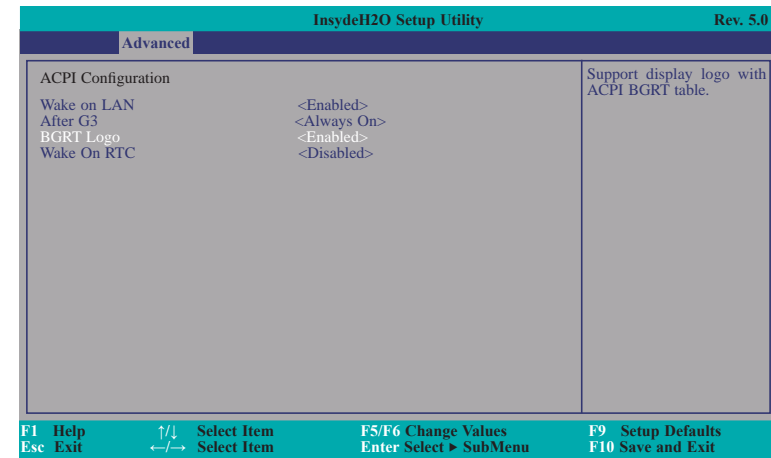 InsydeH2O Setup Utility Rev. 5.0
Advanced
ACPI Configuration
Wake on LAN <Enabled>
After G3 <Always On>
BGRT Logo <Enabled>
Wake On RTC <Disabled>
Support display logo with
ACPI BGRT table.
F1 Help ↑/↓ Select Item F5/F6 Change Values F9 Setup Defaults
Esc Exit ←/→ Select Item Enter Select ► SubMenu F10 Save and Exit